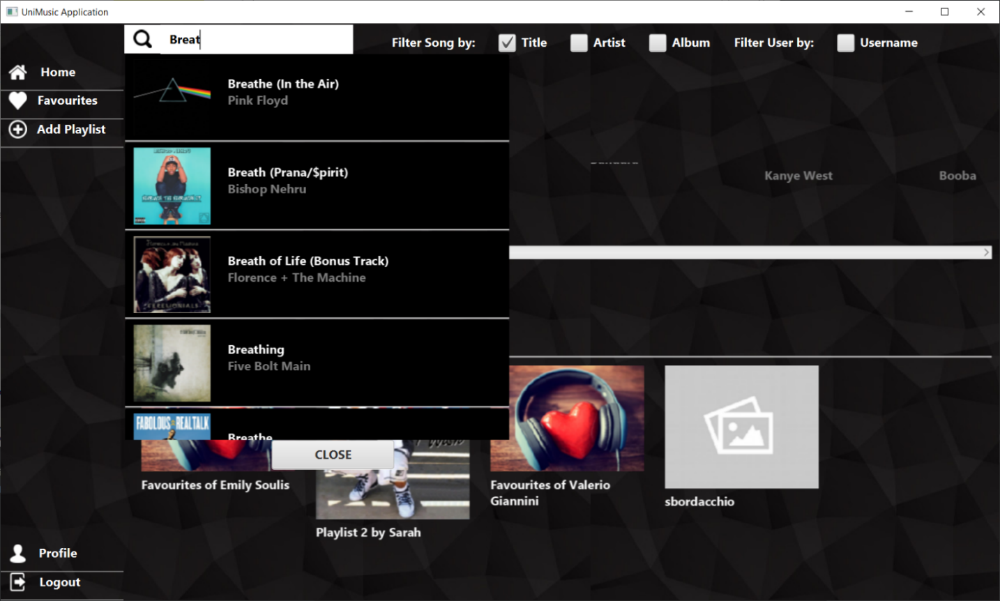 UniMusic Application
Breat
Filter Song by:
Title
Artist
Album
Filter User by:
Username
Home
Favourites
Add Playlist
Breathe (In the Air)
Pink Floyd
Breath (Prana/$pirit)
Bishop Nehru
Kanye West
Booba
Breath of Life (Bonus Track)
Florence + The Machine
CEREMONIALS
Breathing
Five Bolt Main
FABOLOUS REAL TALK
Breathe
CLOSE
Favourites of Emily Soulis
Playlist 2 by Sarah
Favourites of Valerio
Giannini
sbordacchio
Profile
Logout